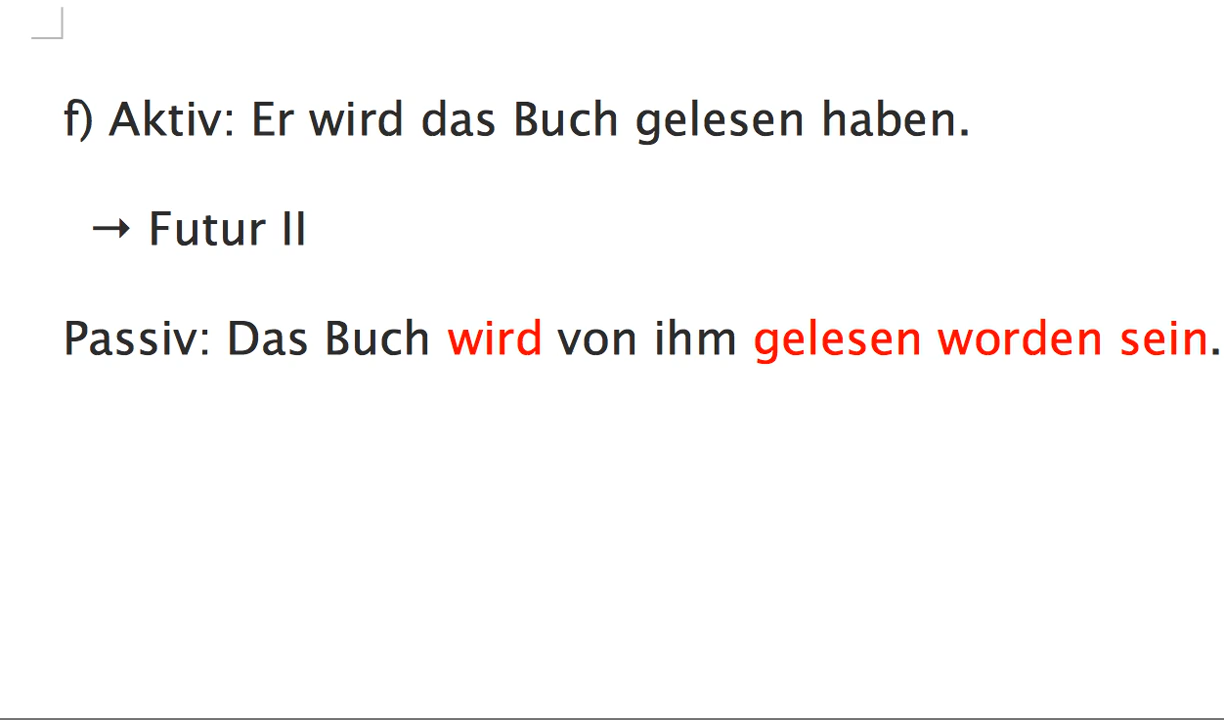 f) Aktiv: Er wird das Buch gelesen haben.
→ Futur II
Passiv: Das Buch wird von ihm gelesen worden sein.